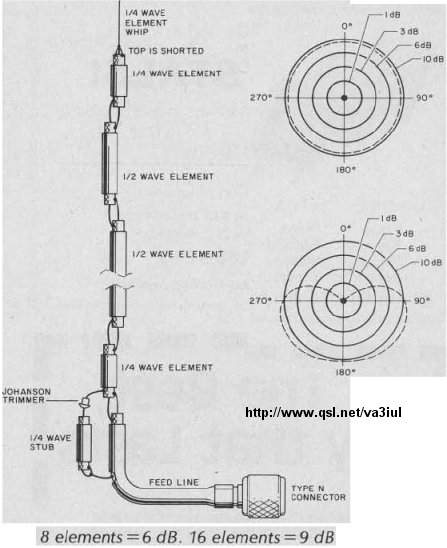 1/4 WAVE
ELEMENT
WHIP
TOP IS SHORTED
1/4 WAVE ELEMENT
1/2 WAVE ELEMENT
1/2 WAVE ELEMENT
1/4 WAVE ELEMENT
JOHANSON
TRIMMER
1/4 WAVE
STUB
FEED LINE
TYPE N
CONNECTOR
0°
1 dB
3 dB
6 dB
10 dB
270°
90°
180°
0°
1 dB
3 dB
6 dB
10 dB
270°
90°
180°
http://www.qsl.net/va3iul
8 elements = 6 dB. 16 elements = 9 dB